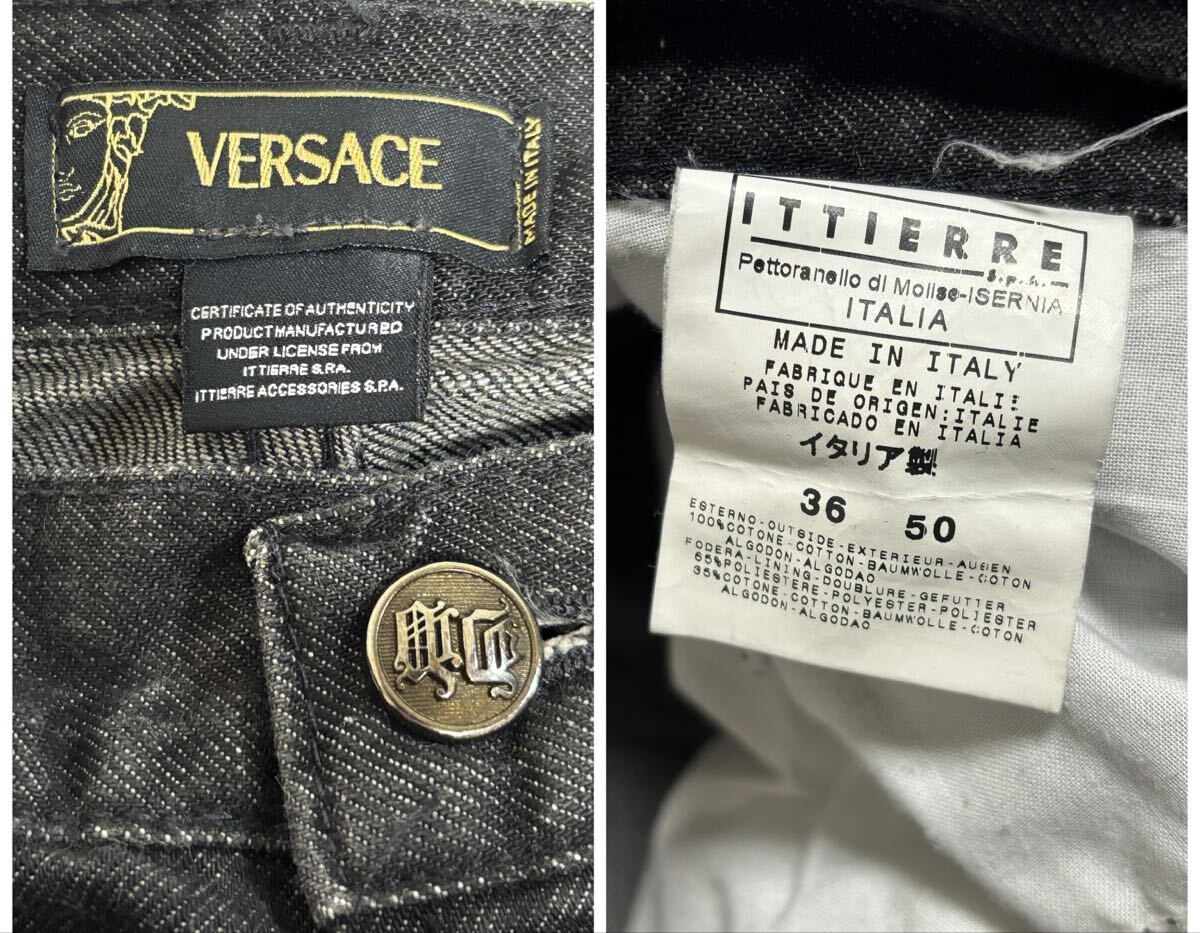 VERSACE
MADE IN ITALY
CERTIFICATE OF AUTHENTICITY
PRODUCT MANUFACTURED
UNDER LICENSE FROM
ITTIERRE S.P.A.
ITTIERRE ACCESSORIES S.P.A.
ITTIERRE
S.p.A.
Pettoranello di Molise-ISERNIA
ITALIA
MADE IN ITALY
FABRIQUE EN ITALIE
PAIS DE ORIGEN:ITALIE
FABRICADO EN ITALIA
イタリア製
36 50
ESTERNO-OUTSIDE-EXTERIEUR-AUSEN
100%COTONE-COTTON-BAUMWOLLE-COTON
ALGODON-ALGODAO
FODERA-LINING-DOUBLURE-GEFUTTER
65%POLIESTERE-POLYESTER-POLIESTER
35%COTONE-COTTON-BAUMWOLLE-COTON
ALGODON-ALGODAO